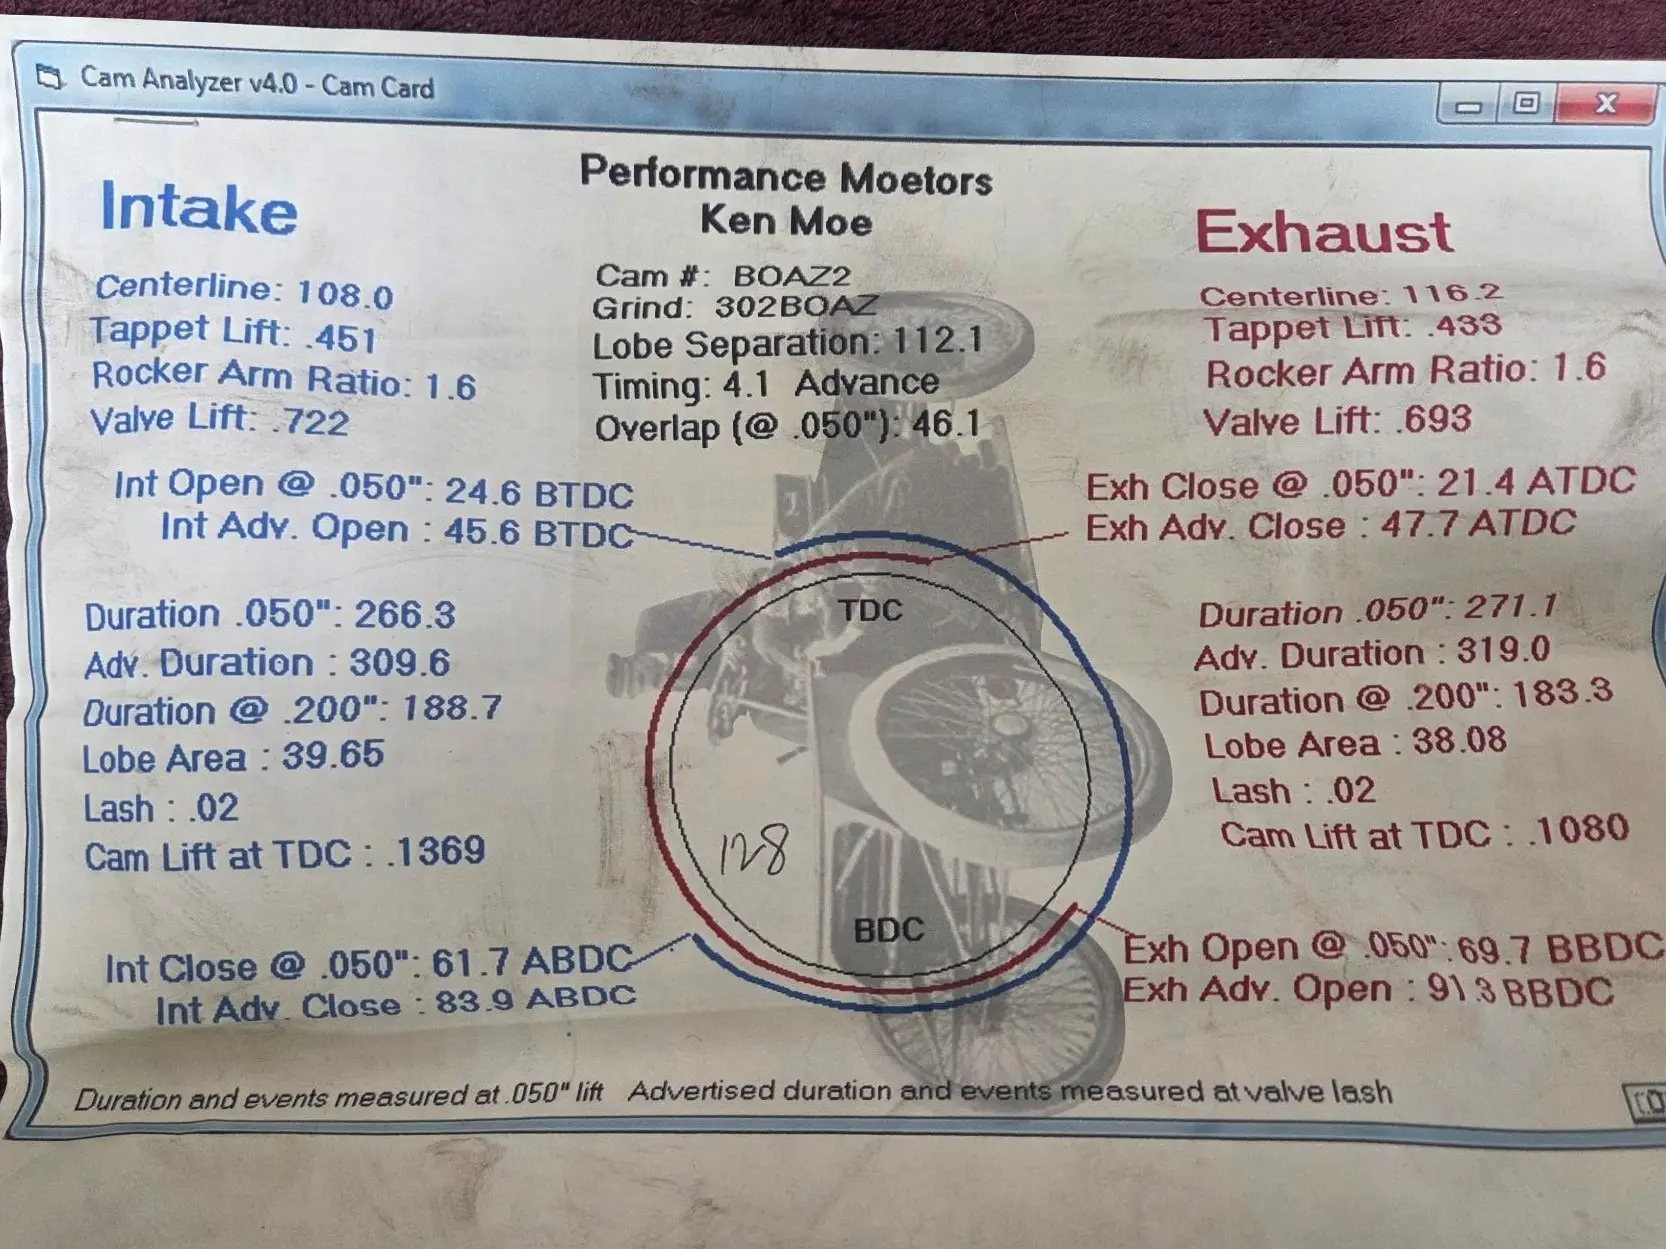 Cam Analyzer v4.0 - Cam Card
Performance Moetors
Ken Moe
Cam #: BOAZ2
Grind: 302BOAZ
Lobe Separation: 112.1
Timing: 4.1 Advance
Overlap (@ .050"): 46.1
Intake
Centerline: 108.0
Tappet Lift: .451
Rocker Arm Ratio: 1.6
Valve Lift: .722
Int Open @ .050": 24.6 BTDC
Int Adv. Open : 45.6 BTDC
Duration .050": 266.3
Adv. Duration : 309.6
Duration @ .200": 188.7
Lobe Area : 39.65
Lash : .02
Cam Lift at TDC : .1369
Int Close @ .050": 61.7 ABDC
Int Adv. Close : 83.9 ABDC
TDC
128
BDC
Exhaust
Centerline: 116.2
Tappet Lift: .433
Rocker Arm Ratio: 1.6
Valve Lift: .693
Exh Close @ .050": 21.4 ATDC
Exh Adv. Close : 47.7 ATDC
Duration .050": 271.1
Adv. Duration : 319.0
Duration @ .200": 183.3
Lobe Area : 38.08
Lash : .02
Cam Lift at TDC : .1080
Exh Open @ .050": 69.7 BBDC
Exh Adv. Open : 91.3 BBDC
Duration and events measured at .050" lift Advertised duration and events measured at valve lash